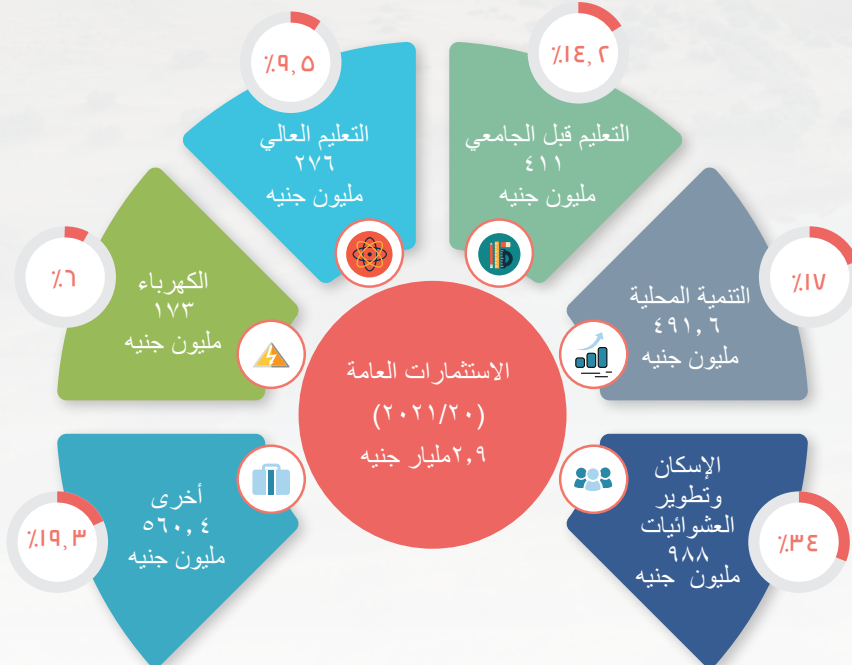 الاستثمارات العامة
(٢٠٢١/٢٠)
٢,٩مليار جنيه
٪١٤,٢
التعليم قبل الجامعي
٤١١
مليون جنيه
٪١٧
التنمية المحلية
٤٩١,٦
مليون جنيه
٪٣٤
الإسكان
وتطوير
العشوائيات
٩٨٨
مليون جنيه
٪٩,٥
التعليم العالي
٢٧٦
مليون جنيه
٪٦
الكهرباء
١٧٣
مليون جنيه
٪١٩,٣
أخرى
٥٦٠,٤
مليون جنيه